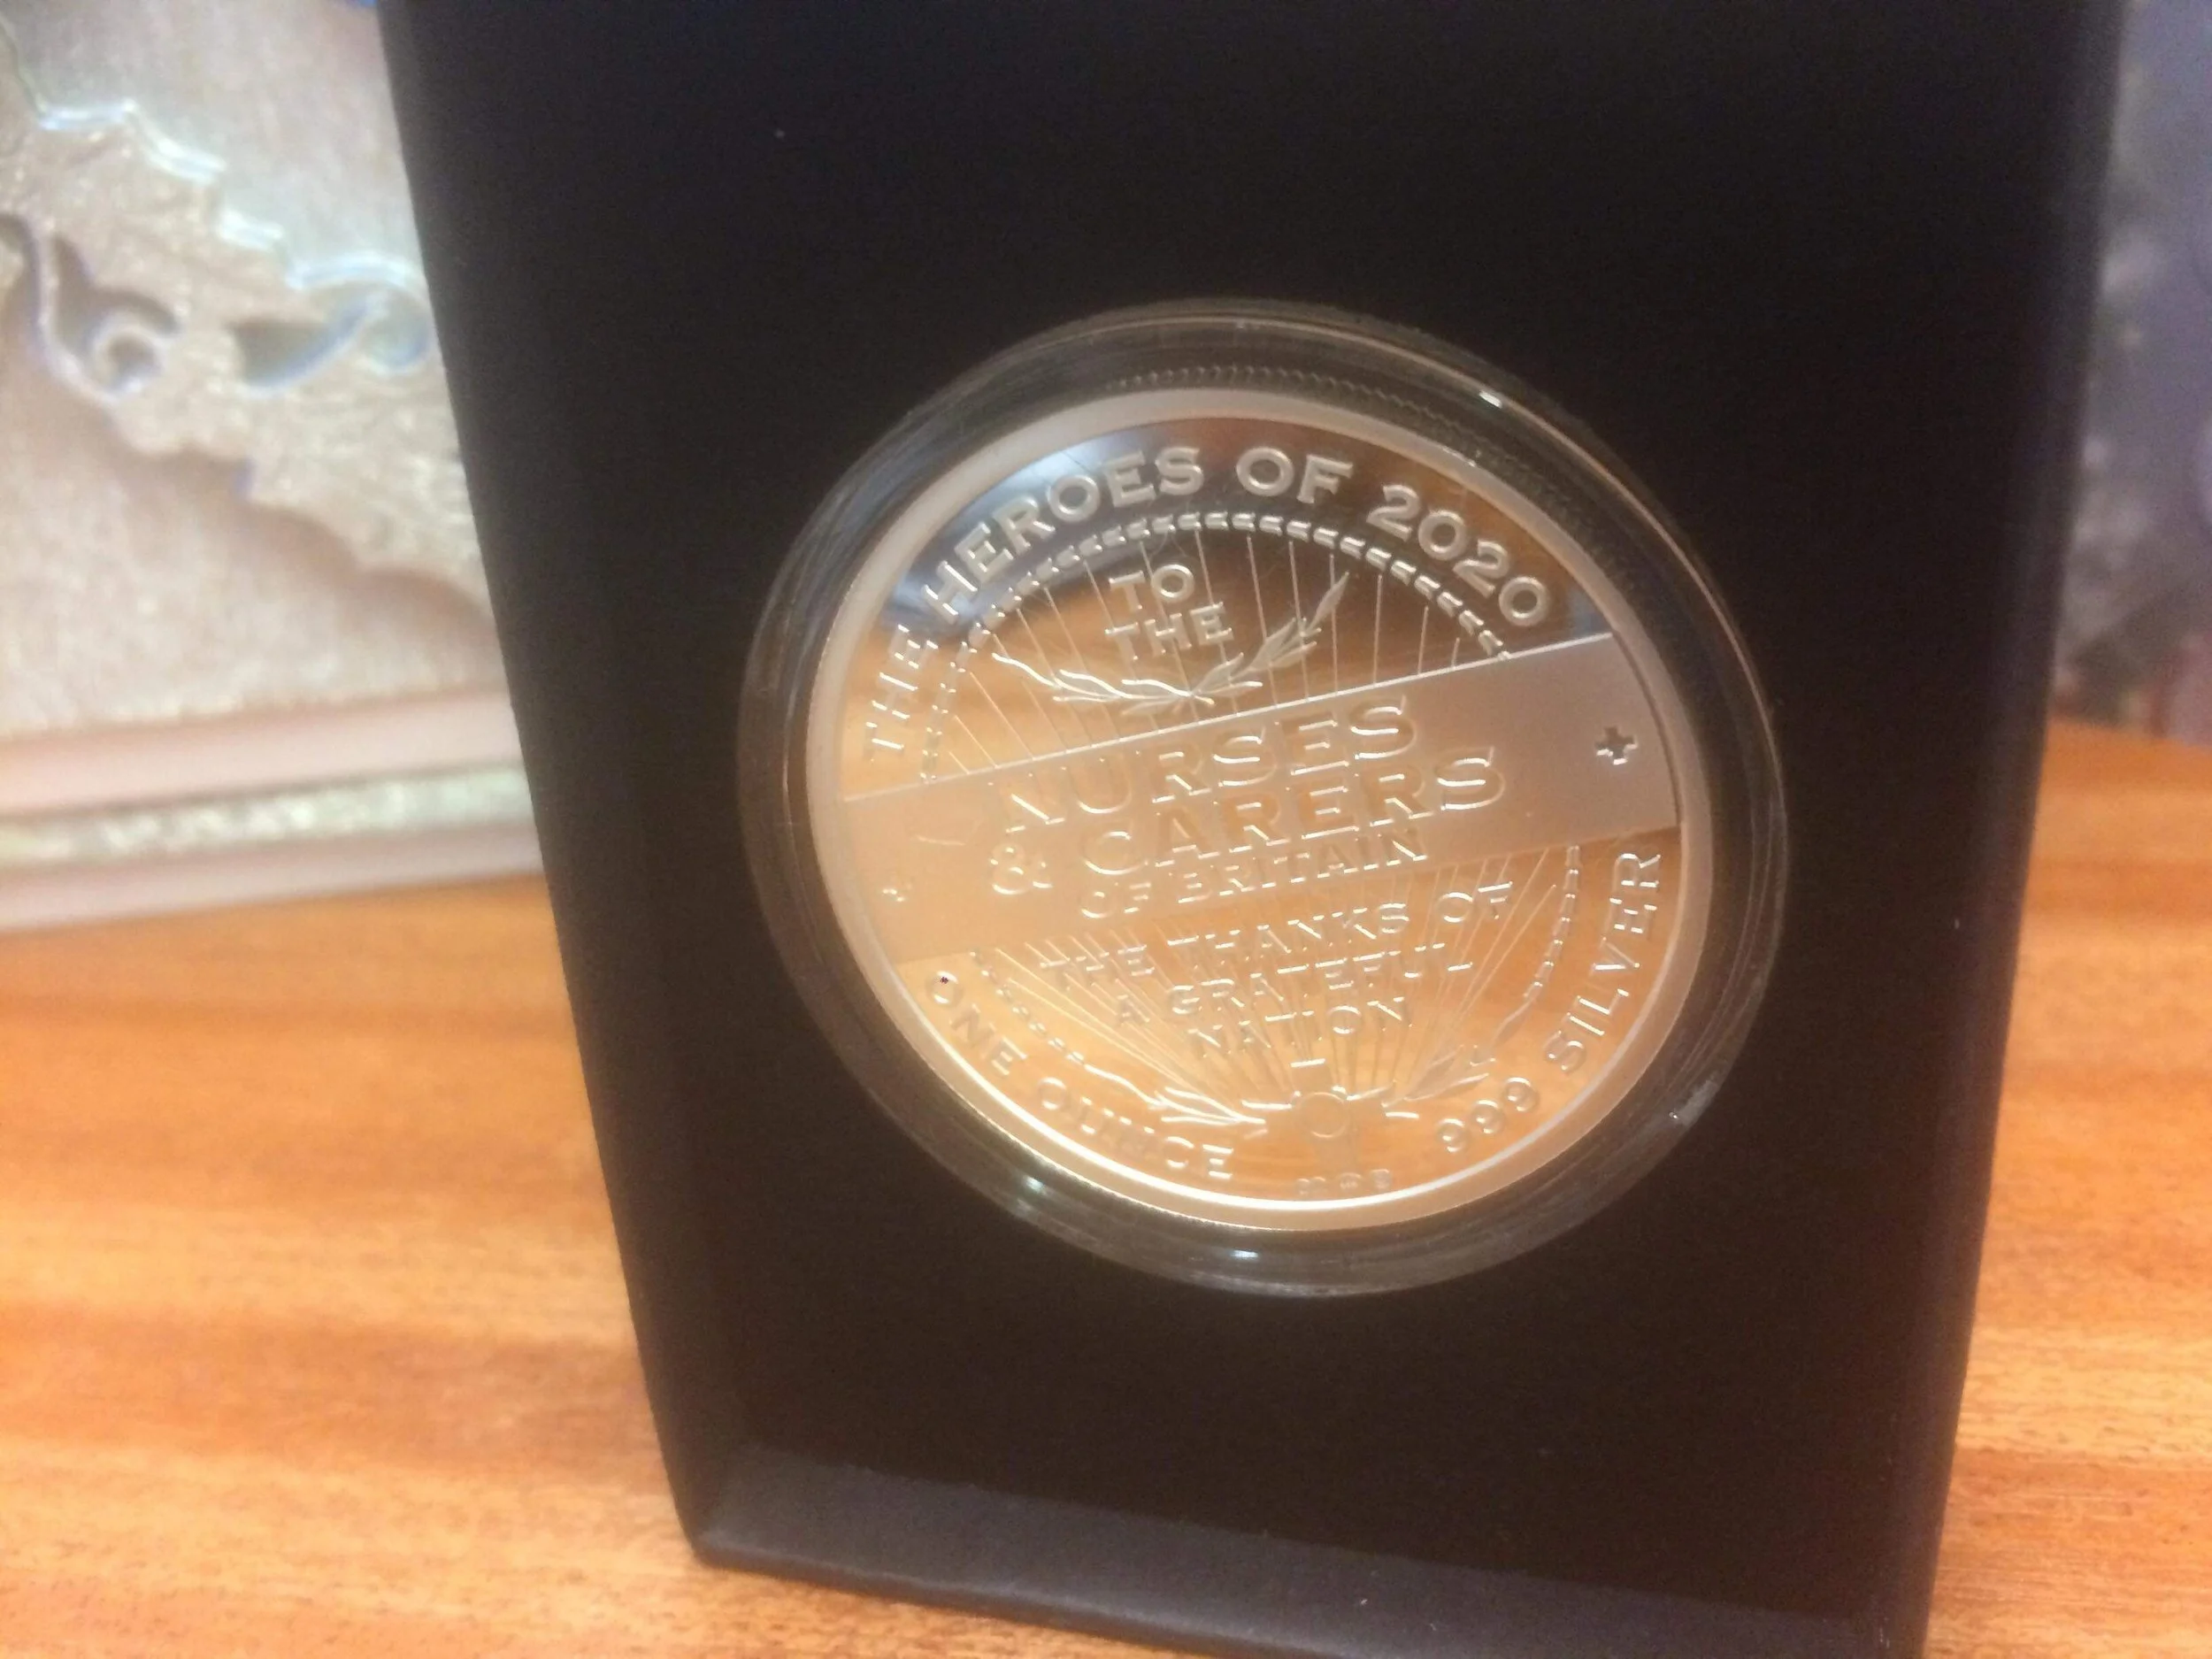 THE HEROES OF 2020
TO
THE
NURSES
& CARERS
OF BRITAIN
THE THANKS OF
A GRATEFUL
NATION
ONE OUNCE .999 SILVER